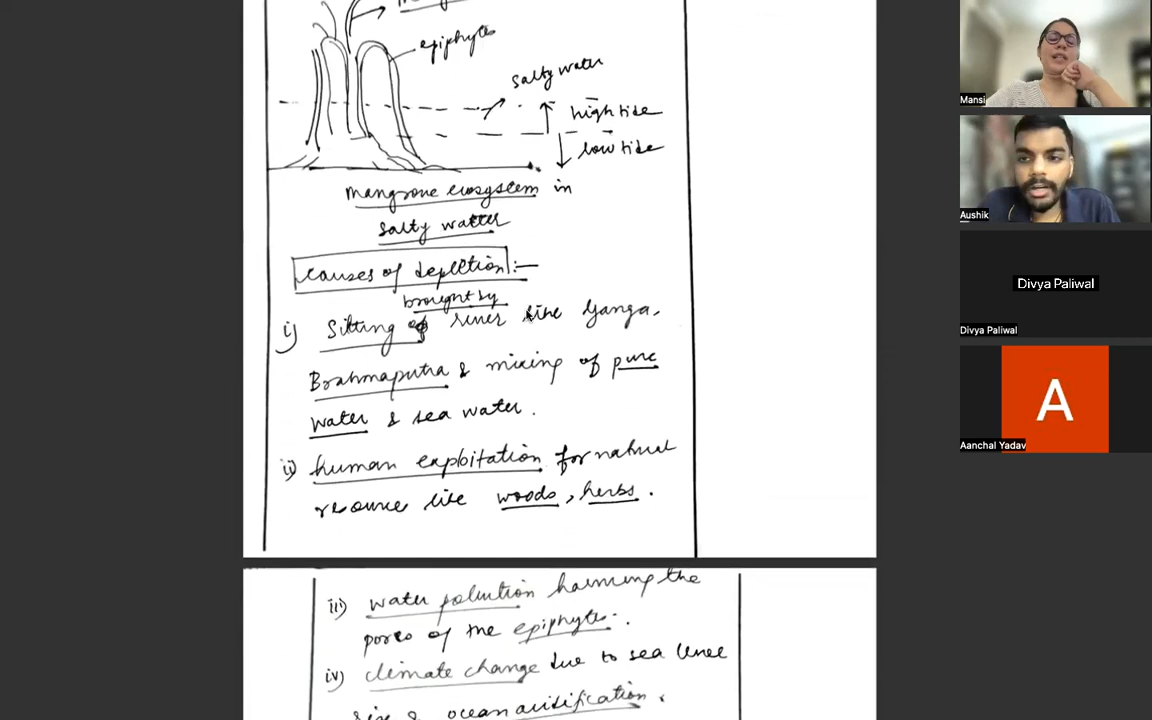 epiphyte
salty water
high tide
low tide
mangrove ecosystem in
salty watter
causes of depletion :-
brought by
i) Silting of river like Ganga,
Brahmaputra & mixing of pure
water & sea water.
ii) human exploitation for natural
resource like woods, herbs.
iii) water pollution harming the
pores of the epiphyte.
iv) climate change due to sea level
rise & ocean acidification.
Mansi
Aushik
Divya Paliwal
Divya Paliwal
A
Aanchal Yadav